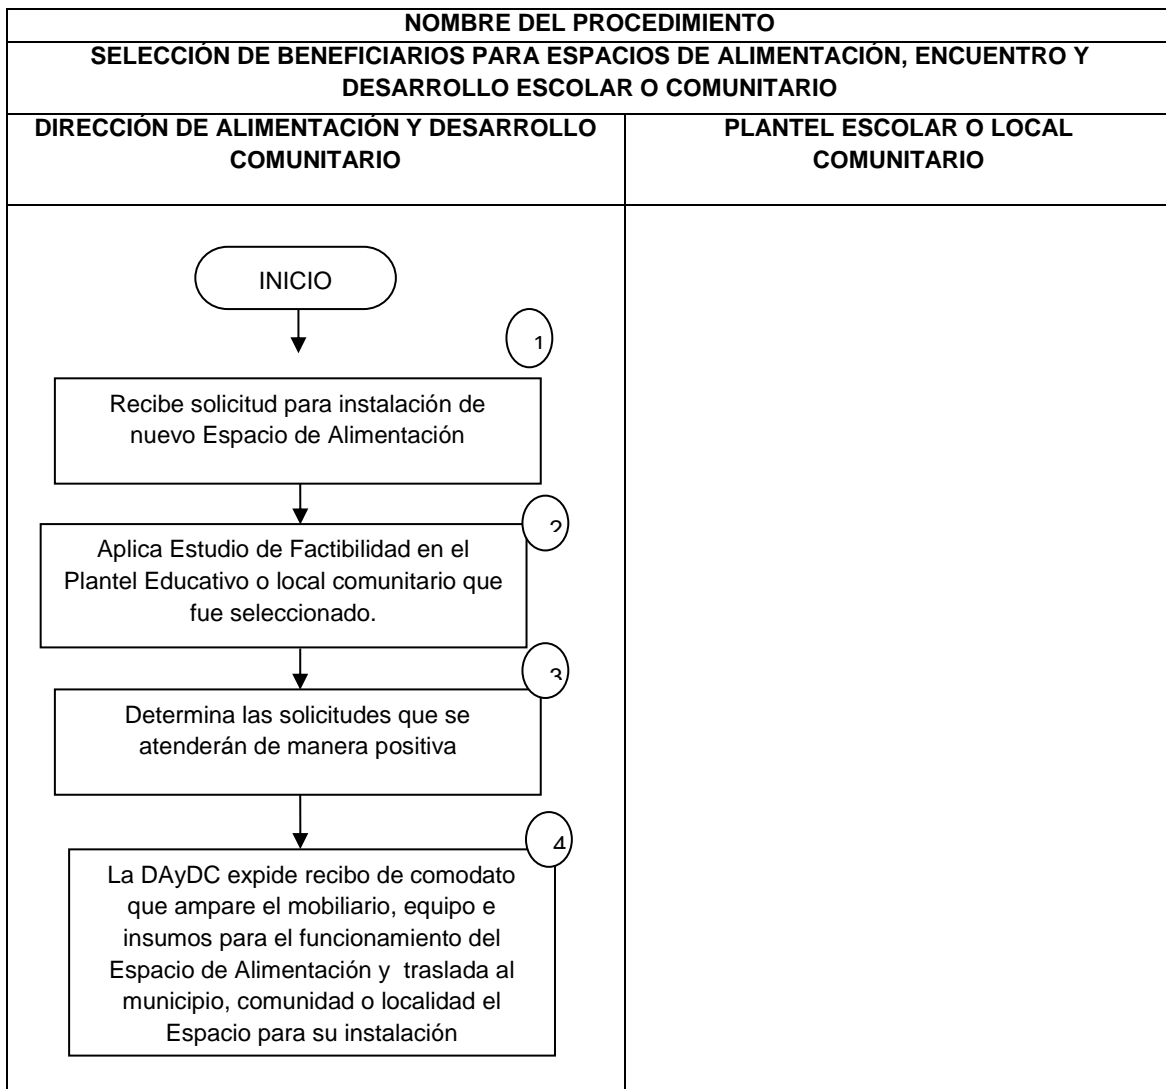 NOMBRE DEL PROCEDIMIENTO
SELECCIÓN DE BENEFICIARIOS PARA ESPACIOS DE ALIMENTACIÓN, ENCUENTRO Y
DESARROLLO ESCOLAR O COMUNITARIO
DIRECCIÓN DE ALIMENTACIÓN Y DESARROLLO
COMUNITARIO
PLANTEL ESCOLAR O LOCAL
COMUNITARIO
INICIO
1
Recibe solicitud para instalación de
nuevo Espacio de Alimentación
2
Aplica Estudio de Factibilidad en el
Plantel Educativo o local comunitario que
fue seleccionado.
3
Determina las solicitudes que se
atenderán de manera positiva
4
La DAyDC expide recibo de comodato
que ampare el mobiliario, equipo e
insumos para el funcionamiento del
Espacio de Alimentación y traslada al
municipio, comunidad o localidad el
Espacio para su instalación